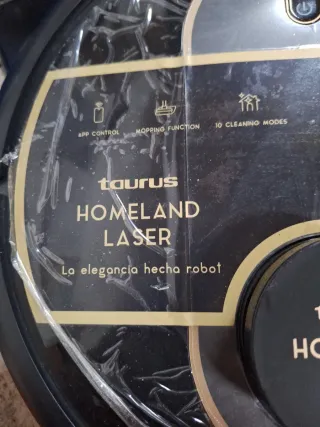 APP CONTROL MOPPING FUNCTION 10 CLEANING MODES
taurus
HOMELAND
LASER
La elegancia hecha robot
HO